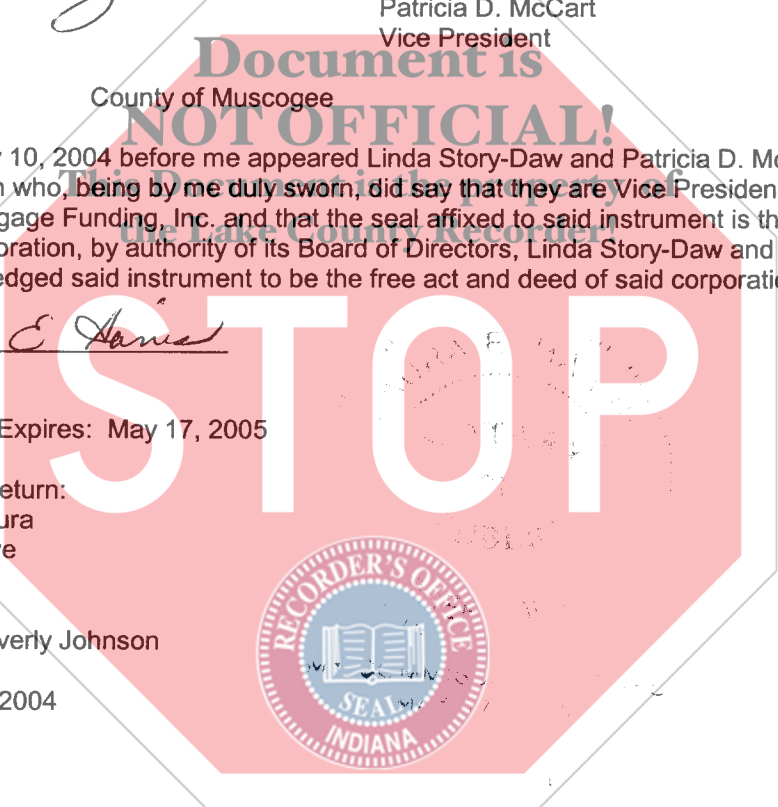 Patricia D. McCart
Vice President
Document is
County of Muscogee
NOT OFFICIAL!
10, 2004 before me appeared Linda Story-Daw and Patricia D. Mc
who, being by me duly sworn, did say that they are Vice Presiden
This Document is the property of
gage Funding, Inc. and that the seal affixed to said instrument is th
the Lake County Recorder!
oration, by authority of its Board of Directors, Linda Story-Daw and
edged said instrument to be the free act and deed of said corporati
E Harris
STOP
Expires: May 17, 2005
eturn:
ura
e
RECORDER'S OFFICE
SEAL
INDIANA
verly Johnson
2004